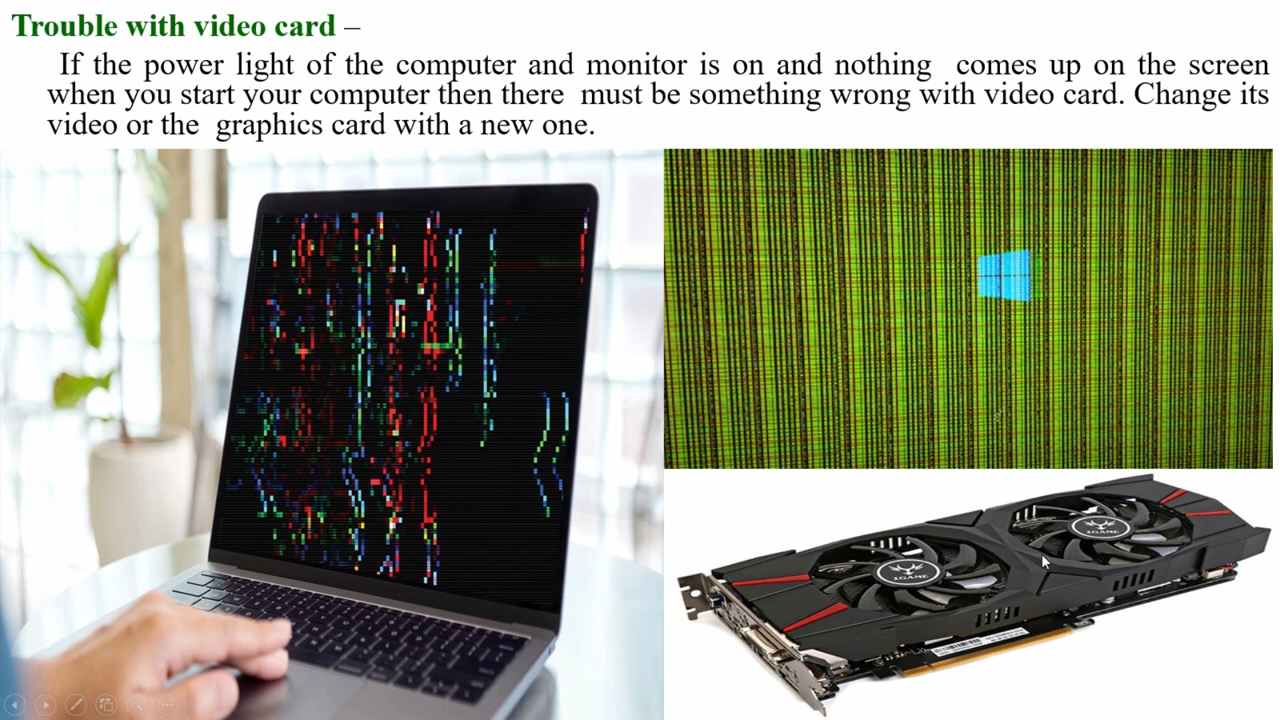 Trouble with video card –
If the power light of the computer and monitor is on and nothing comes up on the screen
when you start your computer then there must be something wrong with video card. Change its
video or the graphics card with a new one.
1GAME
1GAME